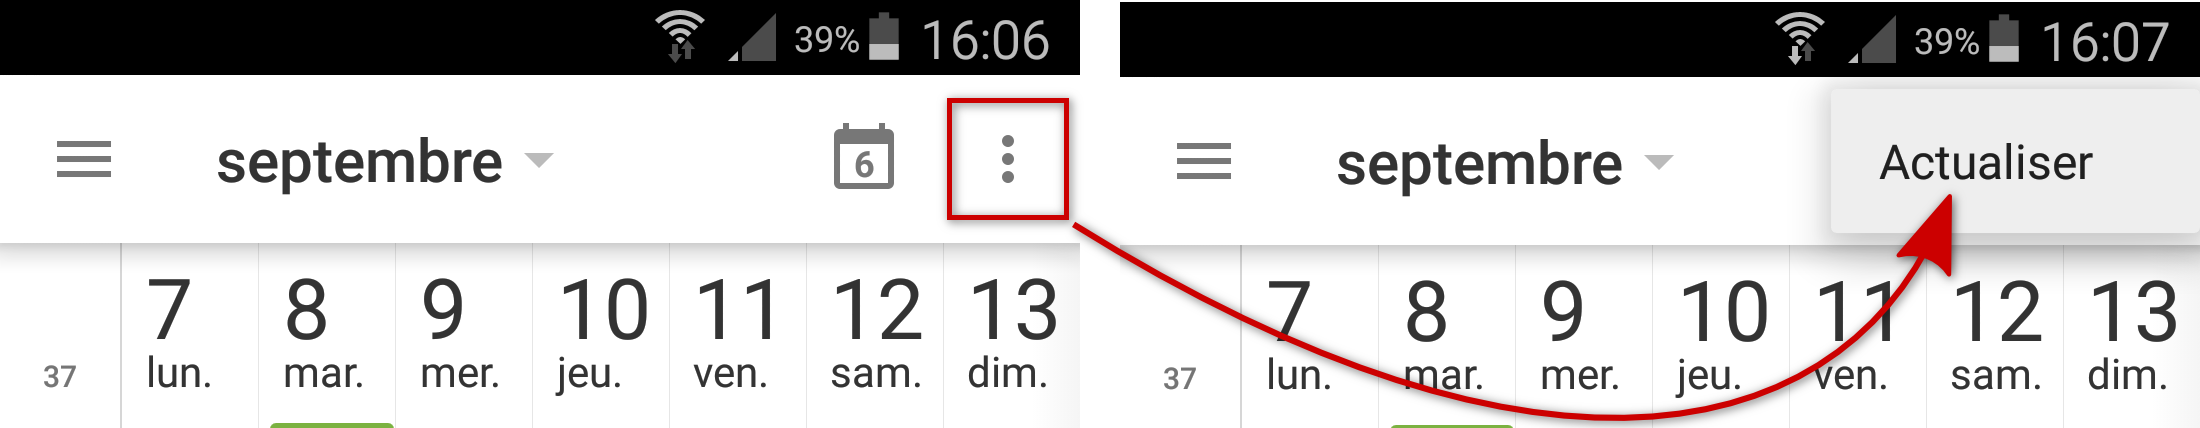 39% 16:06
septembre 6
7 8 9 10 11 12 13
37 lun. mar. mer. jeu. ven. sam. dim.
39% 16:07
septembre Actualiser
7 8 9 10 11 12 13
37 lun. mar. mer. jeu. ven. sam. dim.